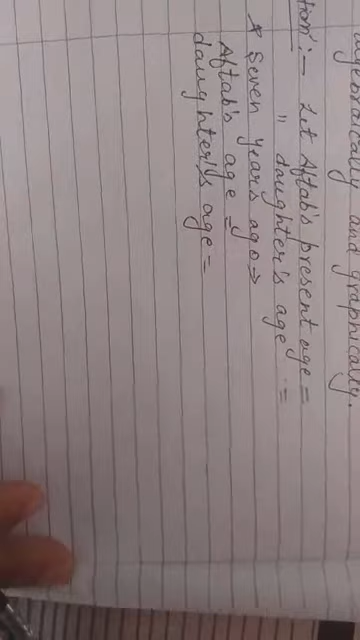 algebraically and graphically.
tion :- Let Aftab's present age =
" daughter's age =
* Seven years ago →
Aftab's age =
daughter's age =